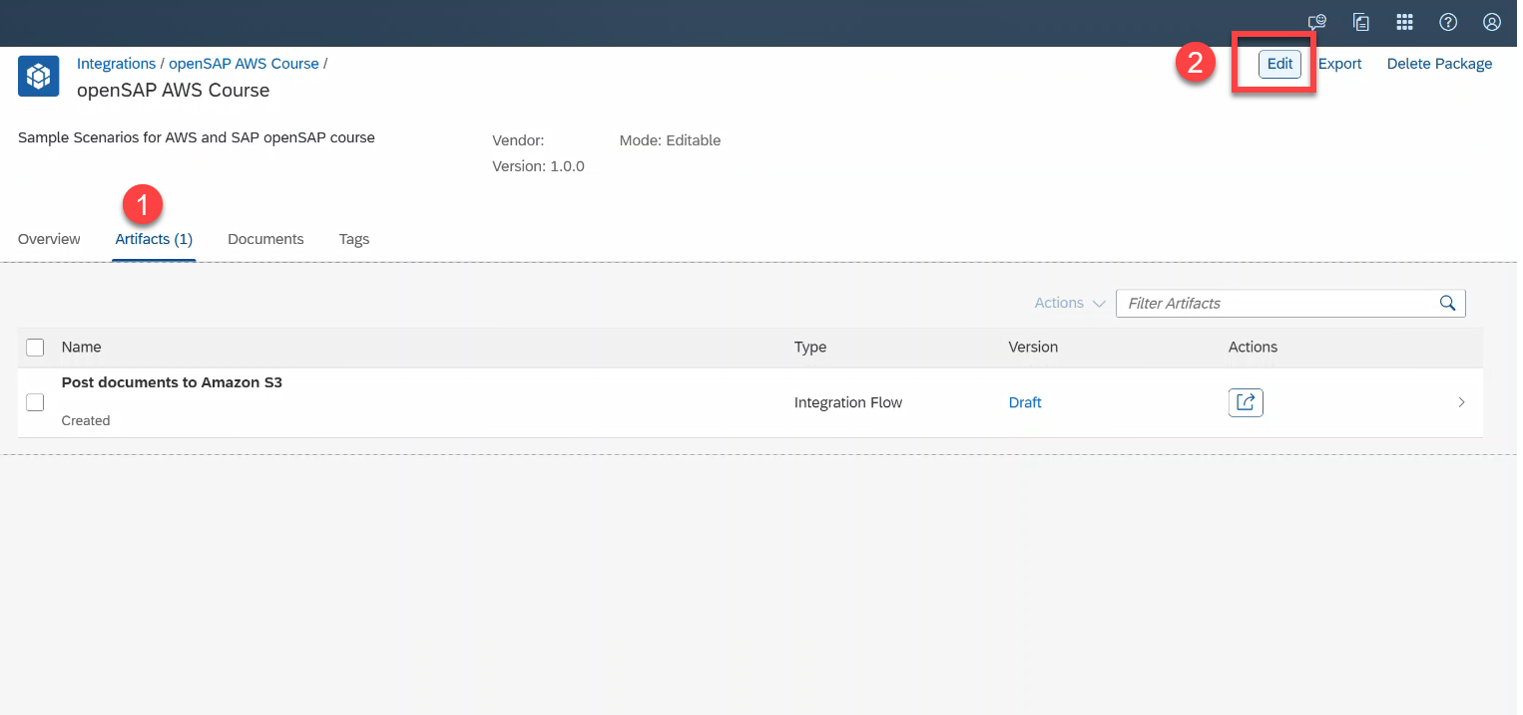 2
Edit Export Delete Package
Integrations / openSAP AWS Course /
openSAP AWS Course
Sample Scenarios for AWS and SAP openSAP course
Vendor:
Mode: Editable
Version: 1.0.0
1
Overview Artifacts (1) Documents Tags
Actions Filter Artifacts
Name Type Version Actions
Post documents to Amazon S3
Integration Flow Draft
Created